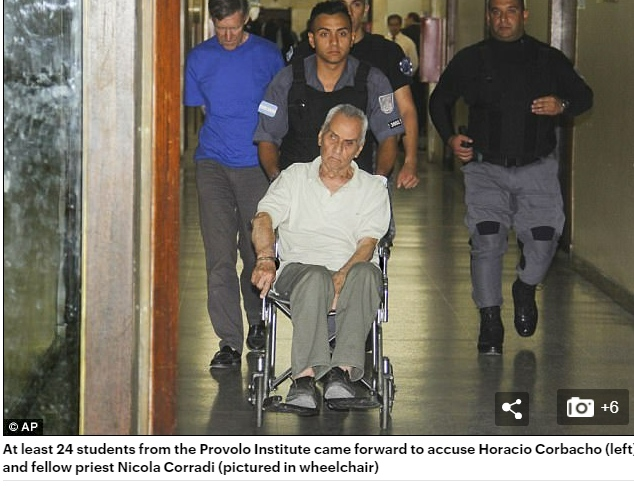 © AP
+6
At least 24 students from the Provolo Institute came forward to accuse Horacio Corbacho (left)
and fellow priest Nicola Corradi (pictured in wheelchair)